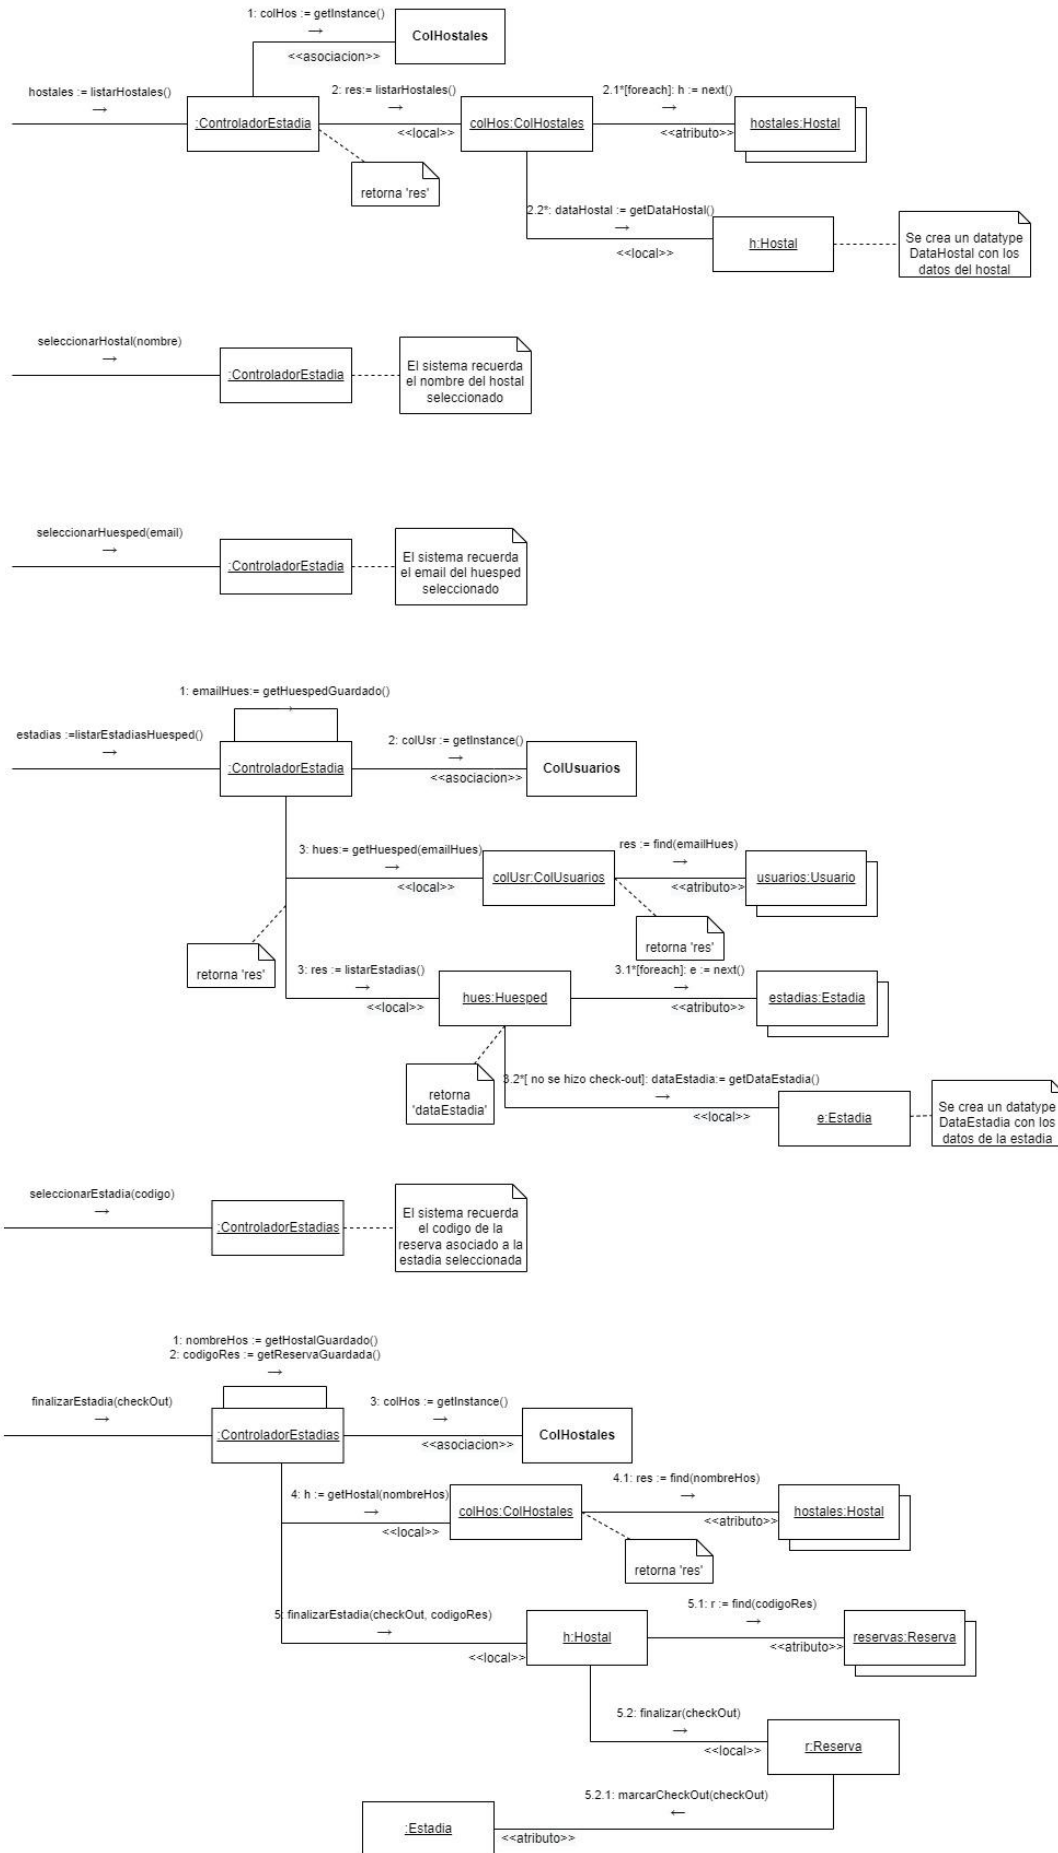 1: colHos := getInstance()
→
ColHostales
<<asociacion>>
hostales := listarHostales()
→
:ControladorEstadia
2: res:= listarHostales()
→
<<local>>
colHos:ColHostales
2.1*[foreach]: h := next()
→
<<atributo>>
hostales:Hostal
retorna 'res'
2.2*: dataHostal := getDataHostal()
→
<<local>>
h:Hostal
Se crea un datatype
DataHostal con los
datos del hostal
seleccionarHostal(nombre)
→
:ControladorEstadia
El sistema recuerda
el nombre del hostal
seleccionado
seleccionarHuesped(email)
→
:ControladorEstadia
El sistema recuerda
el email del huesped
seleccionado
1: emailHues:= getHuespedGuardado()
→
estadias :=listarEstadiasHuesped()
→
:ControladorEstadia
2: colUsr := getInstance()
→
<<asociacion>>
ColUsuarios
3: hues:= getHuesped(emailHues)
→
<<local>>
colUsr:ColUsuarios
res := find(emailHues)
→
<<atributo>>
usuarios:Usuario
retorna 'res'
retorna 'res'
3: res := listarEstadias()
→
<<local>>
hues:Huesped
3.1*[foreach]: e := next()
→
<<atributo>>
estadias:Estadia
retorna
'dataEstadia'
3.2*[ no se hizo check-out]: dataEstadia:= getDataEstadia()
→
<<local>>
e:Estadia
Se crea un datatype
DataEstadia con los
datos de la estadia
seleccionarEstadia(codigo)
→
:ControladorEstadias
El sistema recuerda
el codigo de la
reserva asociado a la
estadia seleccionada
1: nombreHos := getHostalGuardado()
2: codigoRes := getReservaGuardada()
→
finalizarEstadia(checkOut)
→
:ControladorEstadias
3: colHos := getInstance()
→
<<asociacion>>
ColHostales
4: h := getHostal(nombreHos)
→
<<local>>
colHos:ColHostales
4.1: res := find(nombreHos)
→
<<atributo>>
hostales:Hostal
retorna 'res'
5: finalizarEstadia(checkOut, codigoRes)
→
<<local>>
h:Hostal
5.1: r := find(codigoRes)
→
<<atributo>>
reservas:Reserva
5.2: finalizar(checkOut)
→
<<local>>
r:Reserva
5.2.1: marcarCheckOut(checkOut)
←
:Estadia
<<atributo>>